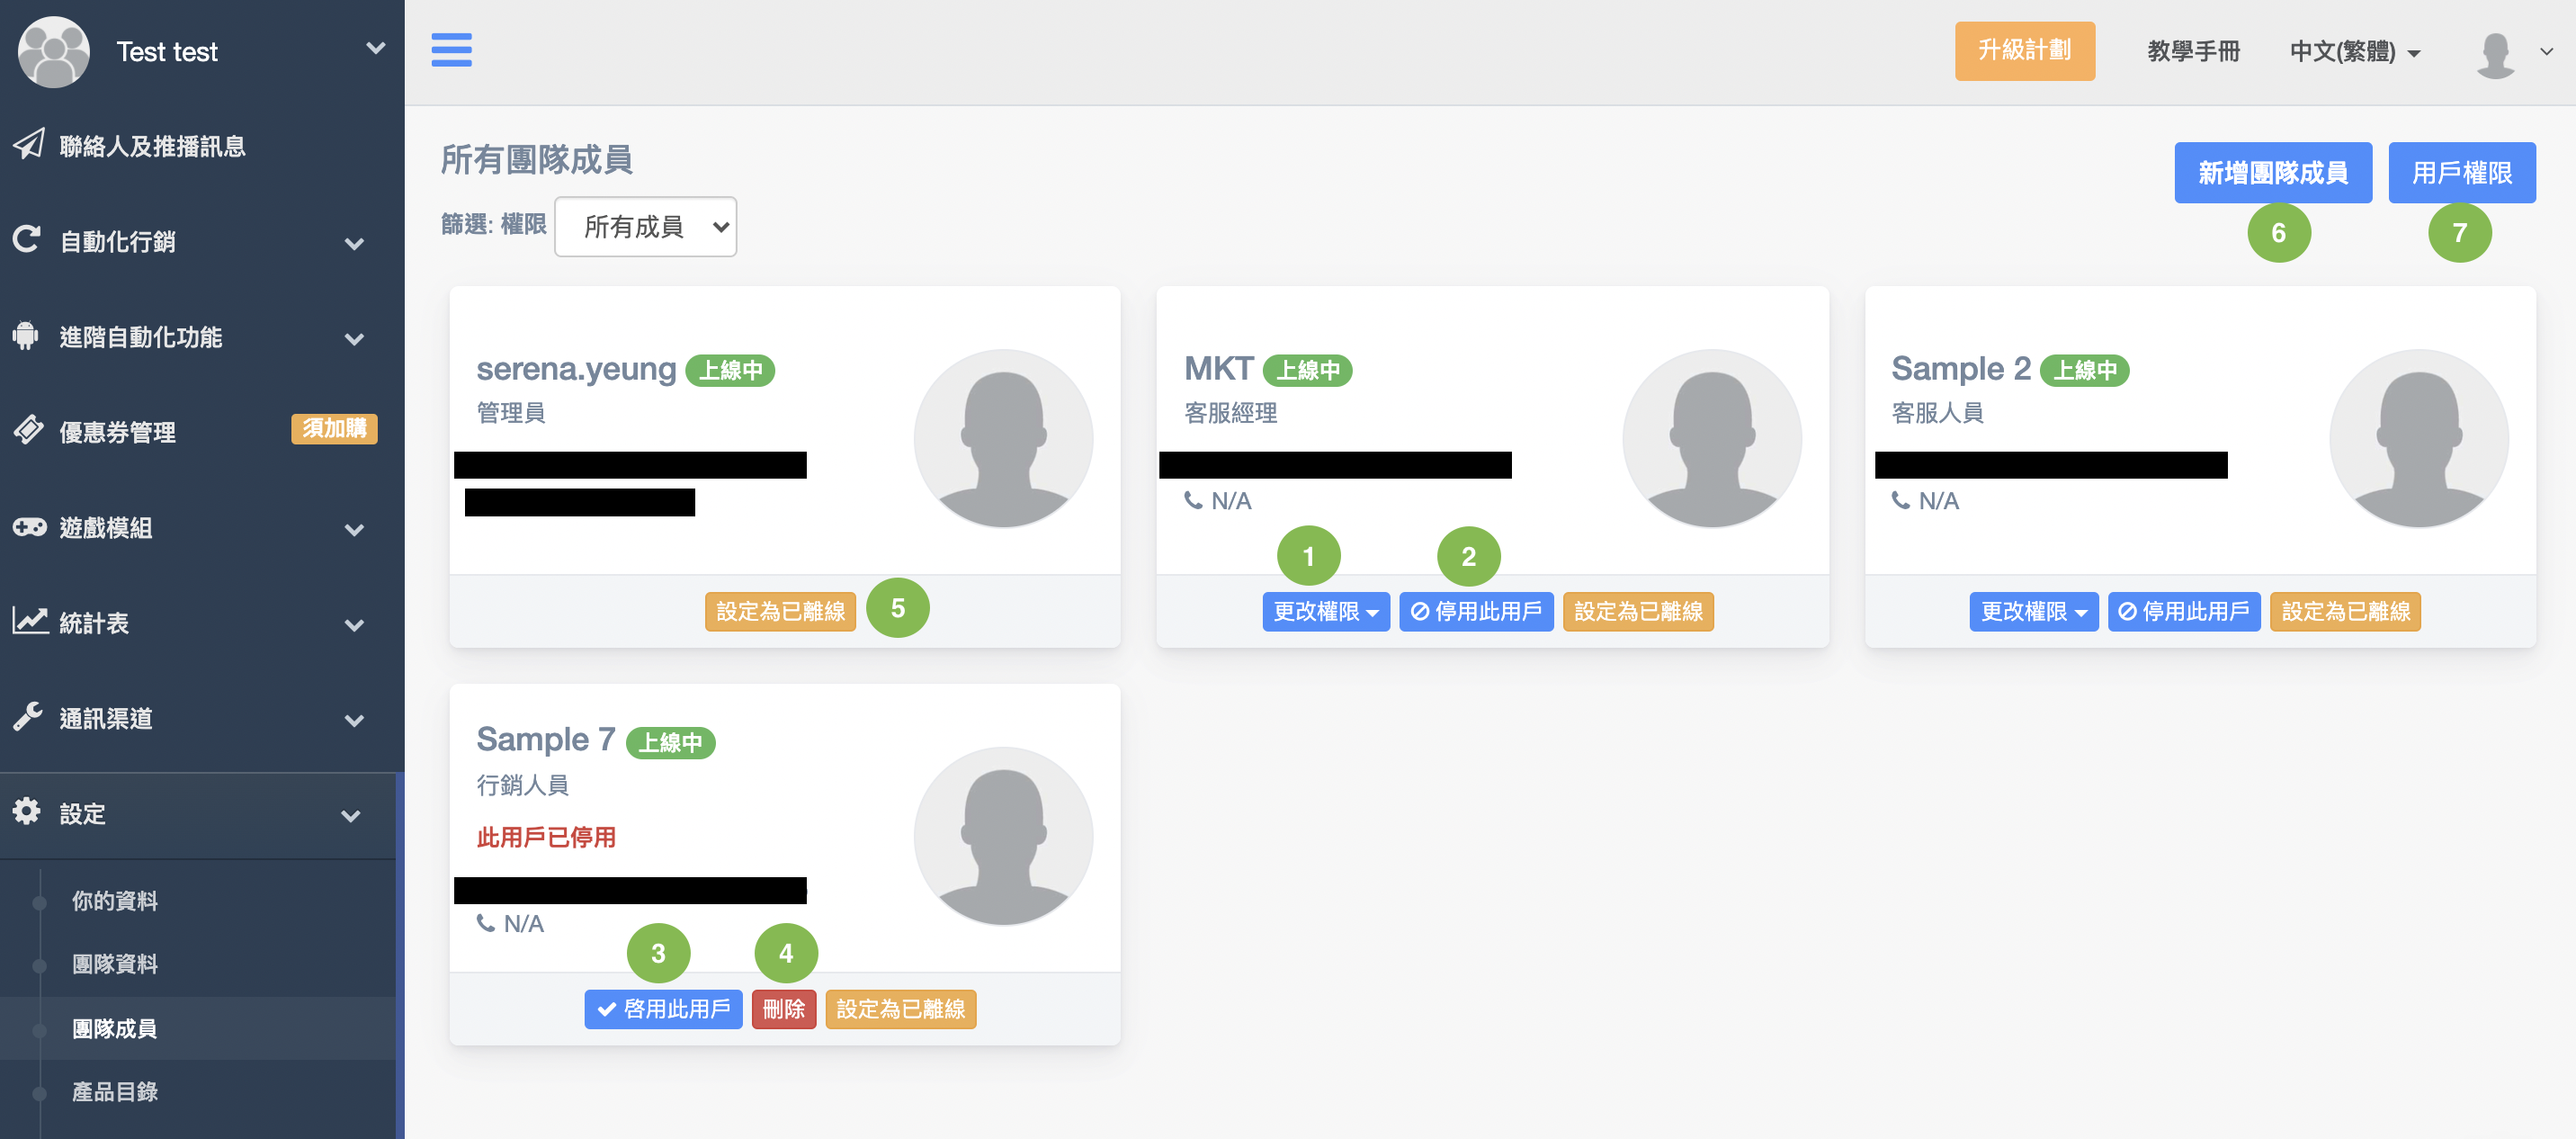 Test test
聯絡人及推播訊息
自動化行銷
進階自動化功能
優惠券管理 須加購
遊戲模組
統計表
通訊渠道
設定
你的資料
團隊資料
團隊成員
產品目錄
升級計劃 教學手冊 中文(繁體)
所有團隊成員
新增團隊成員 用戶權限
篩選: 權限 所有成員
6 7
serena.yeung 上線中
管理員
設定為已離線 5
MKT 上線中
客服經理
N/A
1 2
更改權限 停用此用戶 設定為已離線
Sample 2 上線中
客服人員
N/A
更改權限 停用此用戶 設定為已離線
Sample 7 上線中
行銷人員
此用戶已停用
N/A
3 4
啓用此用戶 刪除 設定為已離線